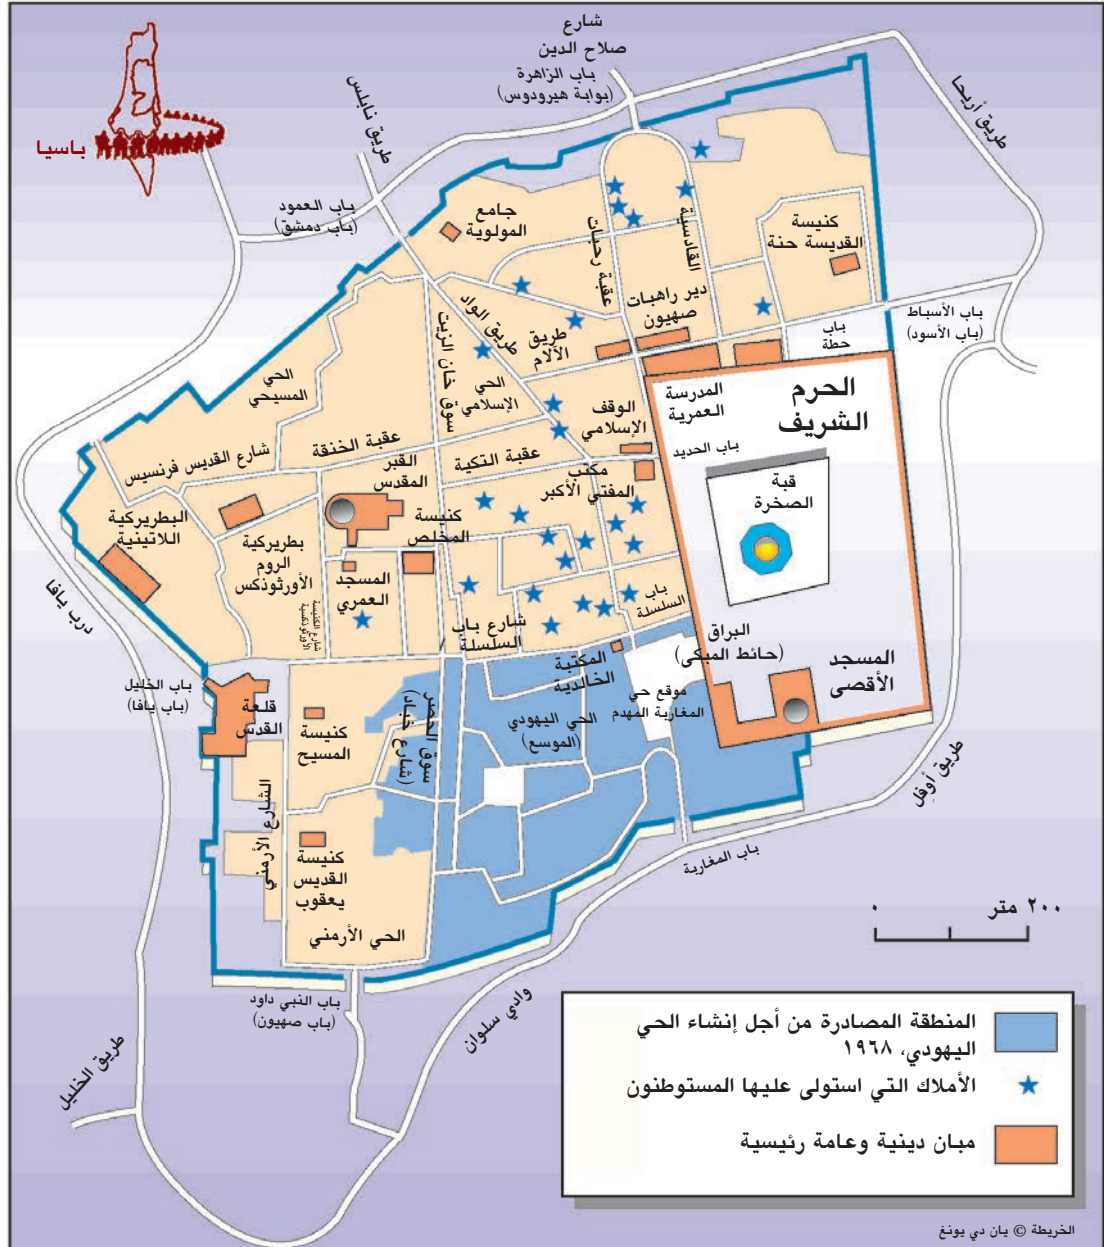 شارع
صلاح الدين
باب الزاهرة
(بوابة هيرودوس)
طريق أريحا
طريق نابلس
باسيا
باب العمود
(باب دمشق)
جامع
المولوية
كنيسة
القديسة حنة
القادسية
عقبة رحبات
دير راهبات
صهيون
باب الأسباط
(باب الأسود)
باب
حطة
طريق الواد
طريق
الآلام
سوق خان الزيت
الحي
المسيحي
الحي
الإسلامي
الوقف
الإسلامي
المدرسة
العمرية
الحرم
الشريف
باب الحديد
شارع القديس فرنسيس
عقبة الخنقة
عقبة التكية
القبر
المقدس
مكتب
المفتي الأكبر
قبة
الصخرة
البطريركية
اللاتينية
بطريركية
الروم
الأورثوذكس
كنيسة
المخلص
المسجد
العمري
شارع الكنيسة
الأورثوذكسية
درب يافا
باب
السلسلة
شارع باب
السلسلة
البراق
(حائط المبكى)
المسجد
الأقصى
المكتبة
الخالدية
موقع حي
المغاربة المهدم
باب الخليل
(باب يافا)
قلعة
القدس
كنيسة
المسيح
سوق الحصر
(شارع حباد)
الحي اليهودي
(الموسع)
طريق أوفل
الشارع الأرمني
كنيسة
القديس
يعقوب
باب المغاربة
الحي الأرمني
٢٠٠ متر ٠
باب النبي داود
(باب صهيون)
وادي سلوان
طريق الخليل
المنطقة المصادرة من أجل إنشاء الحي
اليهودي، ١٩٦٨
الأملاك التي استولى عليها المستوطنون
مبان دينية وعامة رئيسية
الخريطة © يان دي يونغ